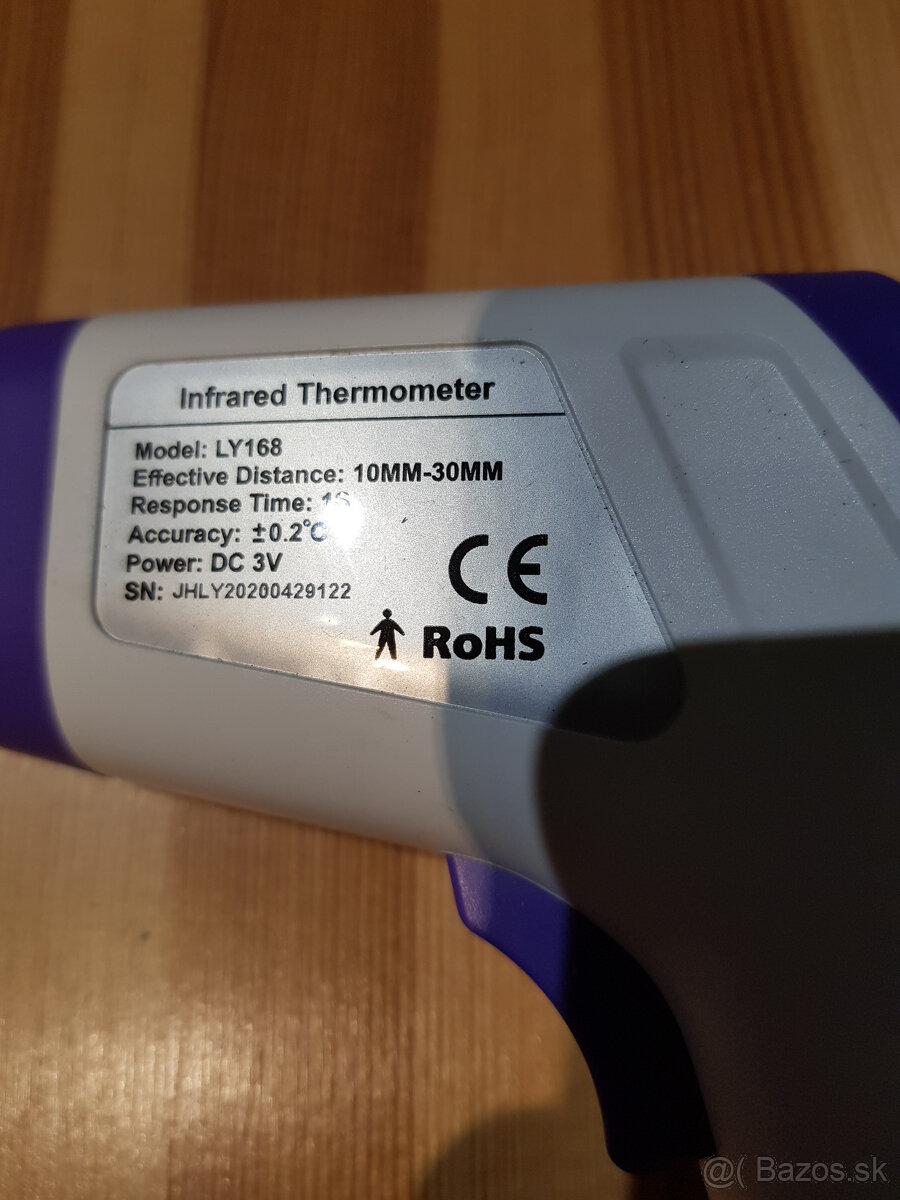 Infrared Thermometer
Model: LY168
Effective Distance: 10MM-30MM
Response Time: 1S
Accuracy: ±0.2℃
Power: DC 3V
SN: JHLY20200429122
CE
RoHS
@( Bazos.sk